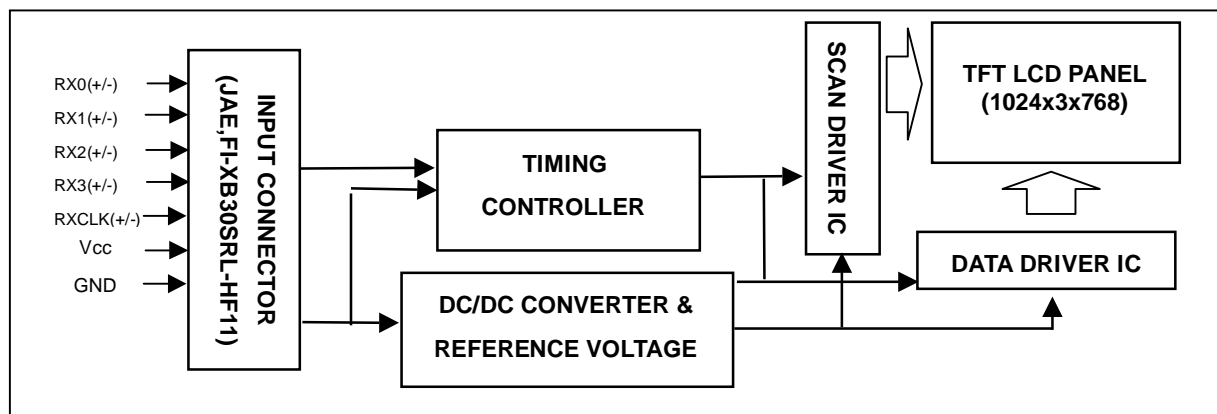 RX0(+/-)
RX1(+/-)
RX2(+/-)
RX3(+/-)
RXCLK(+/-)
Vcc
GND
INPUT CONNECTOR
(JAE,FI-XB30SRL-HF11)
TIMING
CONTROLLER
DC/DC CONVERTER &
REFERENCE VOLTAGE
SCAN DRIVER IC
TFT LCD PANEL
(1024x3x768)
DATA DRIVER IC